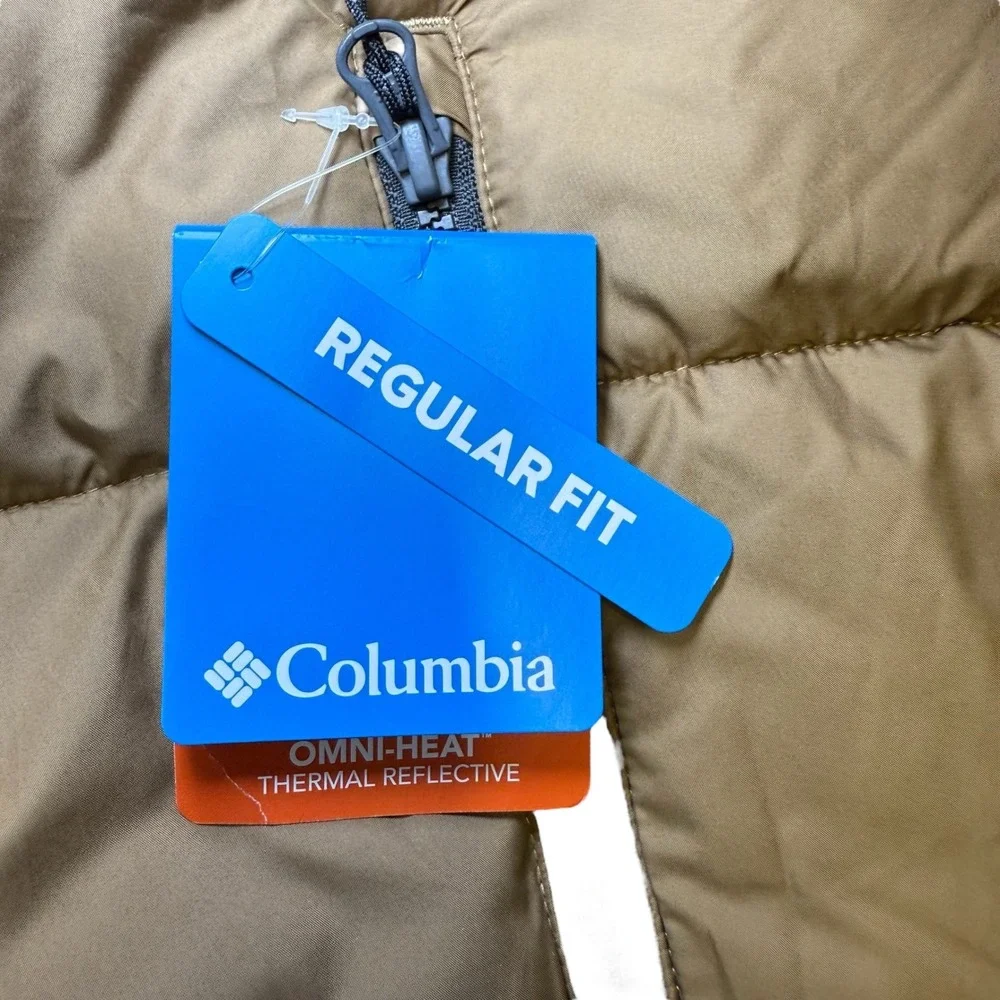 REGULAR FIT
Columbia
OMNI-HEAT™
THERMAL REFLECTIVE